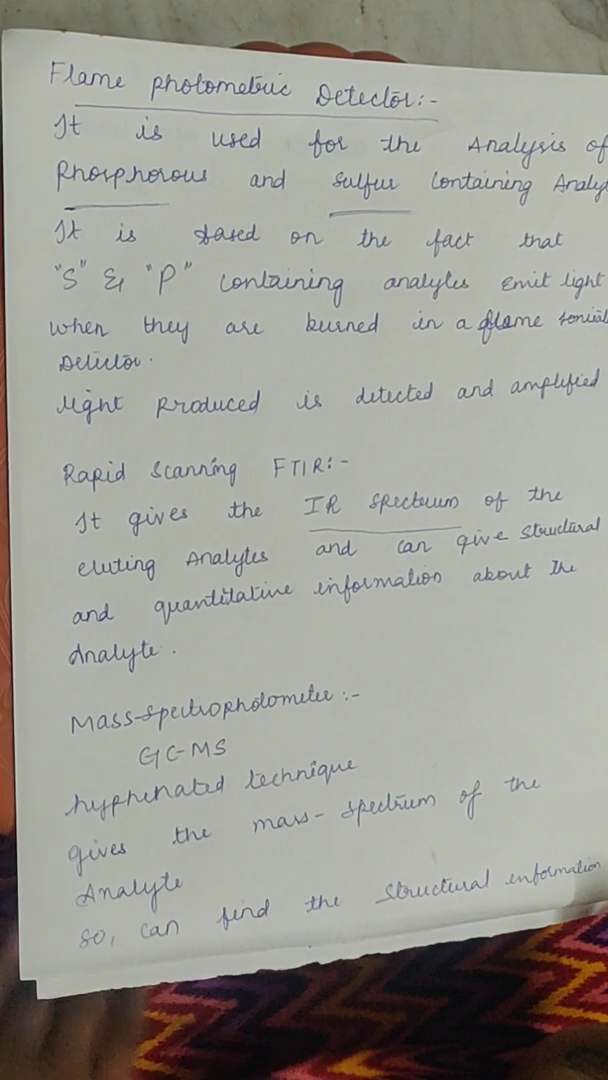 Flame photometric Detector:-
It is used for the Analysis of
Phosphorous and Sulfur Containing Analy
It is based on the fact that
"S" & "P" Containing analytes emit light
when they are burned in a flame
Detector.
light produced is detected and amplified
Rapid Scanning FTIR:-
It gives the IR spectrum of the
eluting Analytes and can give structural
and quantitative information about the
Analyte.
Mass-Spectrophotometer:-
GC-MS
hyphenated technique
gives the mass-spectrum of the
Analyte
so, can find the structural information